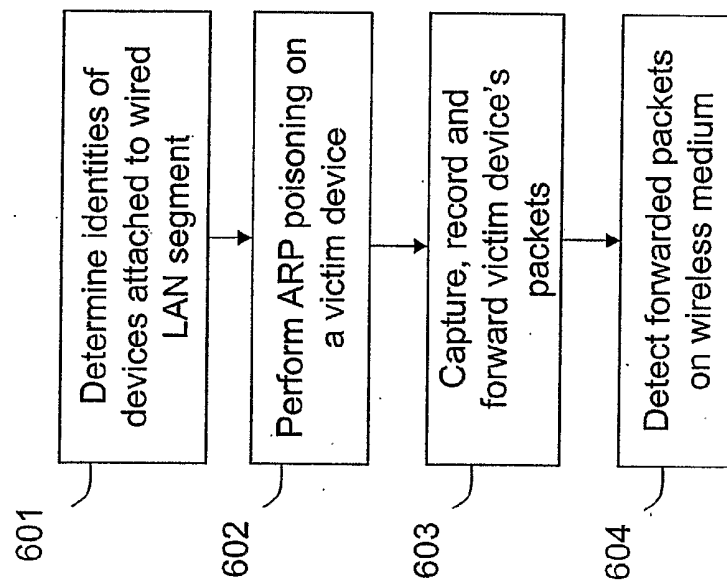 601
Determine identities of
devices attached to wired
LAN segment
602
Perform ARP poisoning on
a victim device
603
Capture, record and
forward victim device's
packets
604
Detect forwarded packets
on wireless medium